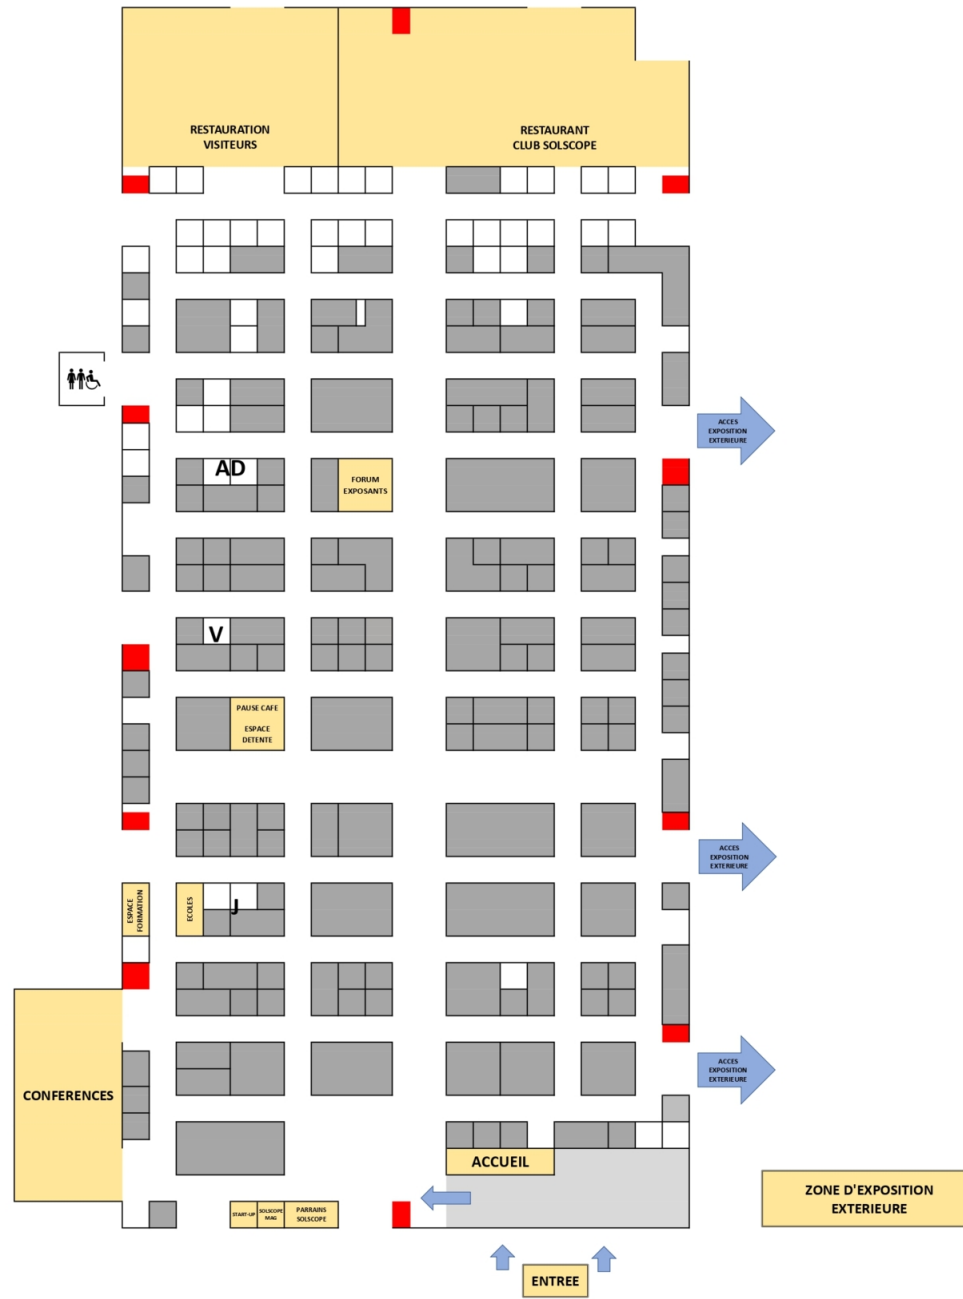 RESTAURATION
VISITEURS
RESTAURANT
CLUB SOLSCOPE
ACCES
EXPOSITION
EXTERIEURE
AD
FORUM
EXPOSANTS
V
PAUSE CAFE
ESPACE
DETENTE
ACCES
EXPOSITION
EXTERIEURE
ESPACE
FORMATION
ECOLES
J
CONFERENCES
ACCES
EXPOSITION
EXTERIEURE
ACCUEIL
START-UP
SOLSCOPE
MAG
PARRAINS
SOLSCOPE
ZONE D'EXPOSITION
EXTERIEURE
ENTREE